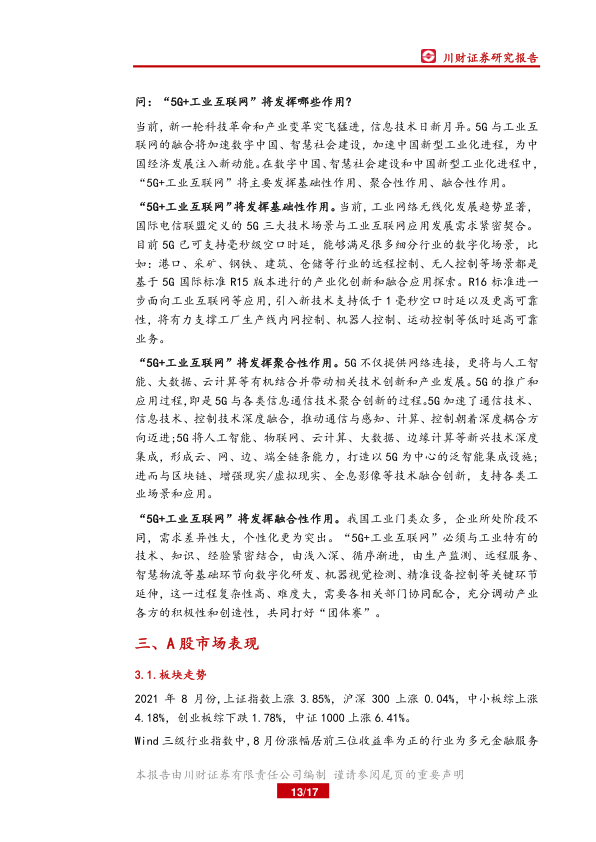 川财证券研究报告
问：“5G+工业互联网”将发挥哪些作用?
当前，新一轮科技革命和产业变革突飞猛进，信息技术日新月异。5G 与工业互
联网的融合将加速数字中国、智慧社会建设，加速中国新型工业化进程，为中
国经济发展注入新动能。在数字中国、智慧社会建设和中国新型工业化进程中，
“5G+工业互联网”将主要发挥基础性作用、聚合性作用、融合性作用。
“5G+工业互联网”将发挥基础性作用。当前，工业网络无线化发展趋势显著，
国际电信联盟定义的 5G 三大技术场景与工业互联网应用发展需求紧密契合。
目前 5G 已可支持毫秒级空口时延，能够满足很多细分行业的数字化场景，比
如：港口、采矿、钢铁、建筑、仓储等行业的远程控制、无人控制等场景都是
基于 5G 国际标准 R15 版本进行的产业化创新和融合应用探索。R16 标准进一
步面向工业互联网等应用，引入新技术支持低于 1 毫秒空口时延以及更高可靠
性，将有力支撑工厂生产线内网控制、机器人控制、运动控制等低时延高可靠
业务。
“5G+工业互联网”将发挥聚合性作用。5G 不仅提供网络连接，更将与人工智
能、大数据、云计算等有机结合并带动相关技术创新和产业发展。5G 的推广和
应用过程，即是 5G 与各类信息通信技术聚合创新的过程。5G 加速了通信技术、
信息技术、控制技术深度融合，推动通信与感知、计算、控制朝着深度耦合方
向迈进；5G 将人工智能、物联网、云计算、大数据、边缘计算等新兴技术深度
集成，形成云、网、边、端全链条能力，打造以 5G 为中心的泛智能集成设施；
进而与区块链、增强现实/虚拟现实、全息影像等技术融合创新，支持各类工
业场景和应用。
“5G+工业互联网”将发挥融合性作用。我国工业门类众多，企业所处阶段不
同，需求差异性大，个性化更为突出。“5G+工业互联网”必须与工业特有的
技术、知识、经验紧密结合，由浅入深、循序渐进，由生产监测、远程服务、
智慧物流等基础环节向数字化研发、机器视觉检测、精准设备控制等关键环节
延伸，这一过程复杂性高、难度大，需要各相关部门协同配合，充分调动产业
各方的积极性和创造性，共同打好“团体赛”。
三、A 股市场表现
3.1.板块走势
2021 年 8 月份，上证指数上涨 3.85%，沪深 300 上涨 0.04%，中小板综上涨
4.18%，创业板综下跌 1.78%，中证 1000 上涨 6.41%。
Wind 三级行业指数中，8 月份涨幅居前三位收益率为正的行业为多元金融服务
本报告由川财证券有限责任公司编制 谨请参阅尾页的重要声明
13/17